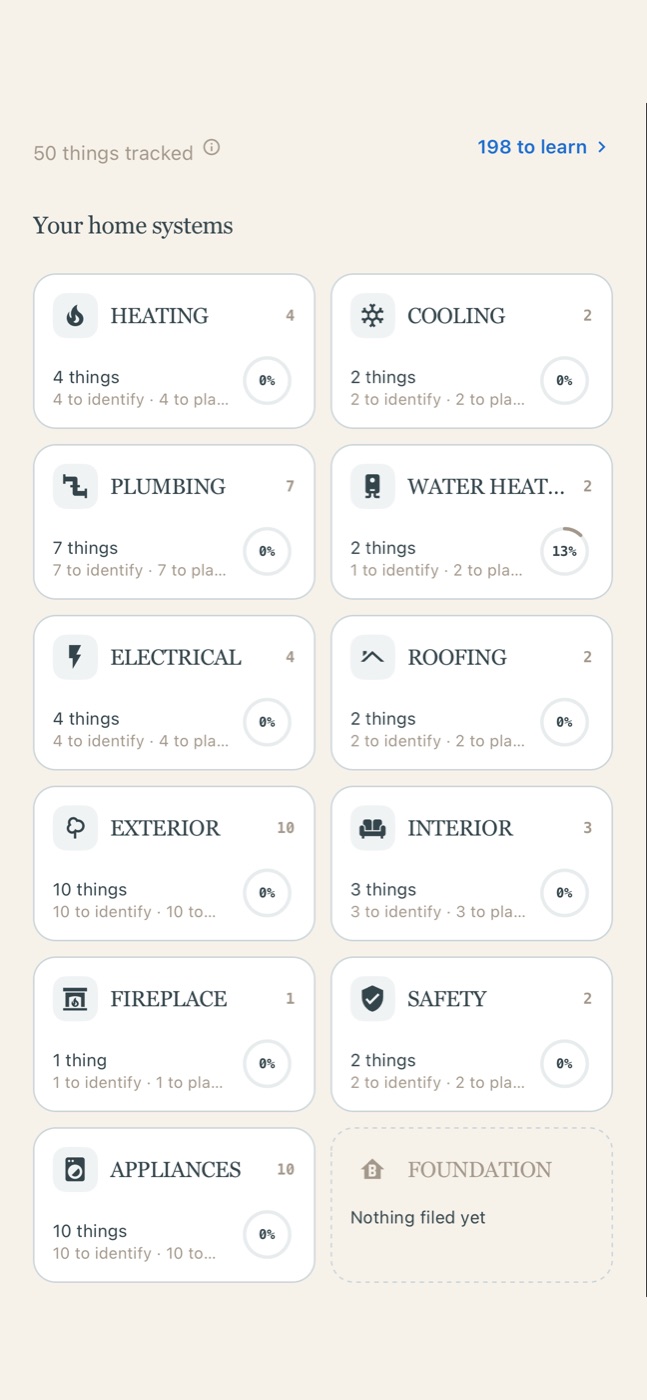 50 things tracked
198 to learn
Your home systems
HEATING 4
4 things
4 to identify · 4 to pla...
0%
COOLING 2
2 things
2 to identify · 2 to pla...
0%
PLUMBING 7
7 things
7 to identify · 7 to pla...
0%
WATER HEAT... 2
2 things
1 to identify · 2 to pla...
13%
ELECTRICAL 4
4 things
4 to identify · 4 to pla...
0%
ROOFING 2
2 things
2 to identify · 2 to pla...
0%
EXTERIOR 10
10 things
10 to identify · 10 to...
0%
INTERIOR 3
3 things
3 to identify · 3 to pla...
0%
FIREPLACE 1
1 thing
1 to identify · 1 to pla...
0%
SAFETY 2
2 things
2 to identify · 2 to pla...
0%
APPLIANCES 10
10 things
10 to identify · 10 to...
0%
FOUNDATION
Nothing filed yet